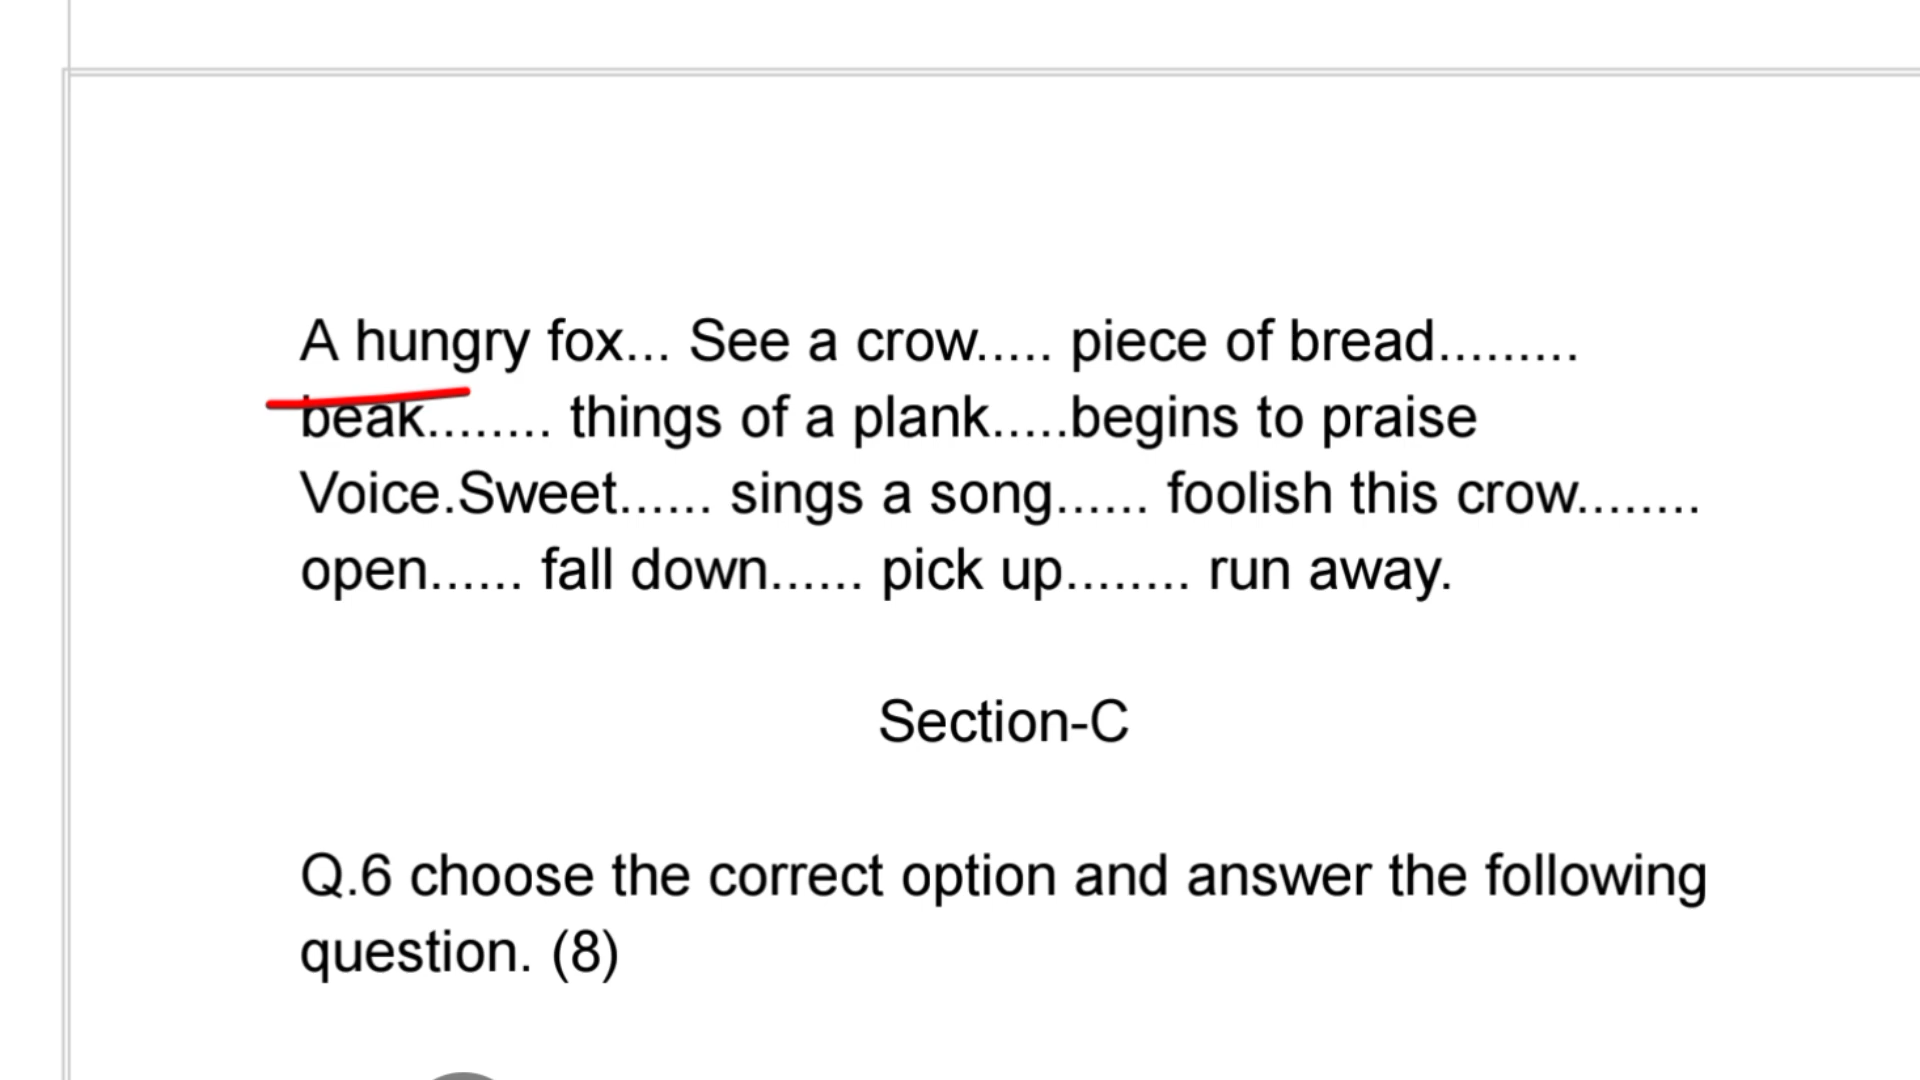 A hungry fox... See a crow..... piece of bread.........
beak........ things of a plank.....begins to praise
Voice.Sweet...... sings a song...... foolish this crow........
open...... fall down...... pick up........ run away.
Section-C
Q.6 choose the correct option and answer the following
question. (8)